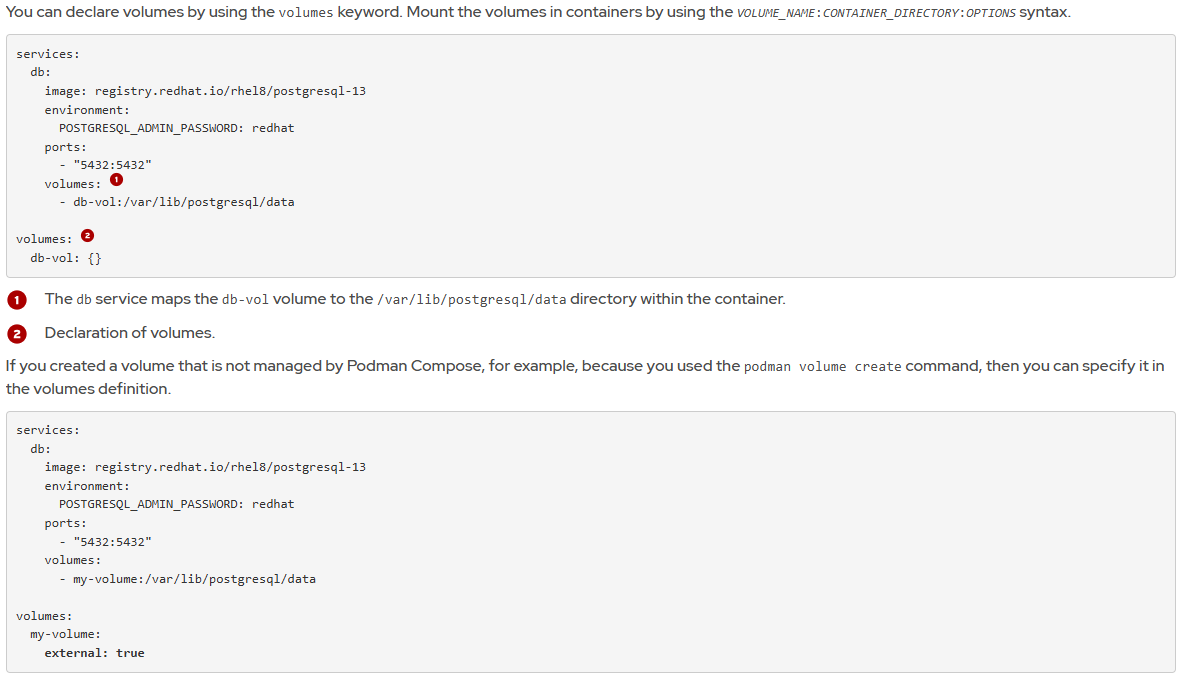 You can declare volumes by using the volumes keyword. Mount the volumes in containers by using the VOLUME_NAME:CONTAINER_DIRECTORY:OPTIONS syntax.
services:
  db:
    image: registry.redhat.io/rhel8/postgresql-13
    environment:
      POSTGRESQL_ADMIN_PASSWORD: redhat
    ports:
      - "5432:5432"
    volumes: 1
      - db-vol:/var/lib/postgresql/data

volumes: 2
  db-vol: {}
1 The db service maps the db-vol volume to the /var/lib/postgresql/data directory within the container.
2 Declaration of volumes.
If you created a volume that is not managed by Podman Compose, for example, because you used the podman volume create command, then you can specify it in
the volumes definition.
services:
  db:
    image: registry.redhat.io/rhel8/postgresql-13
    environment:
      POSTGRESQL_ADMIN_PASSWORD: redhat
    ports:
      - "5432:5432"
    volumes:
      - my-volume:/var/lib/postgresql/data

volumes:
  my-volume:
    external: true